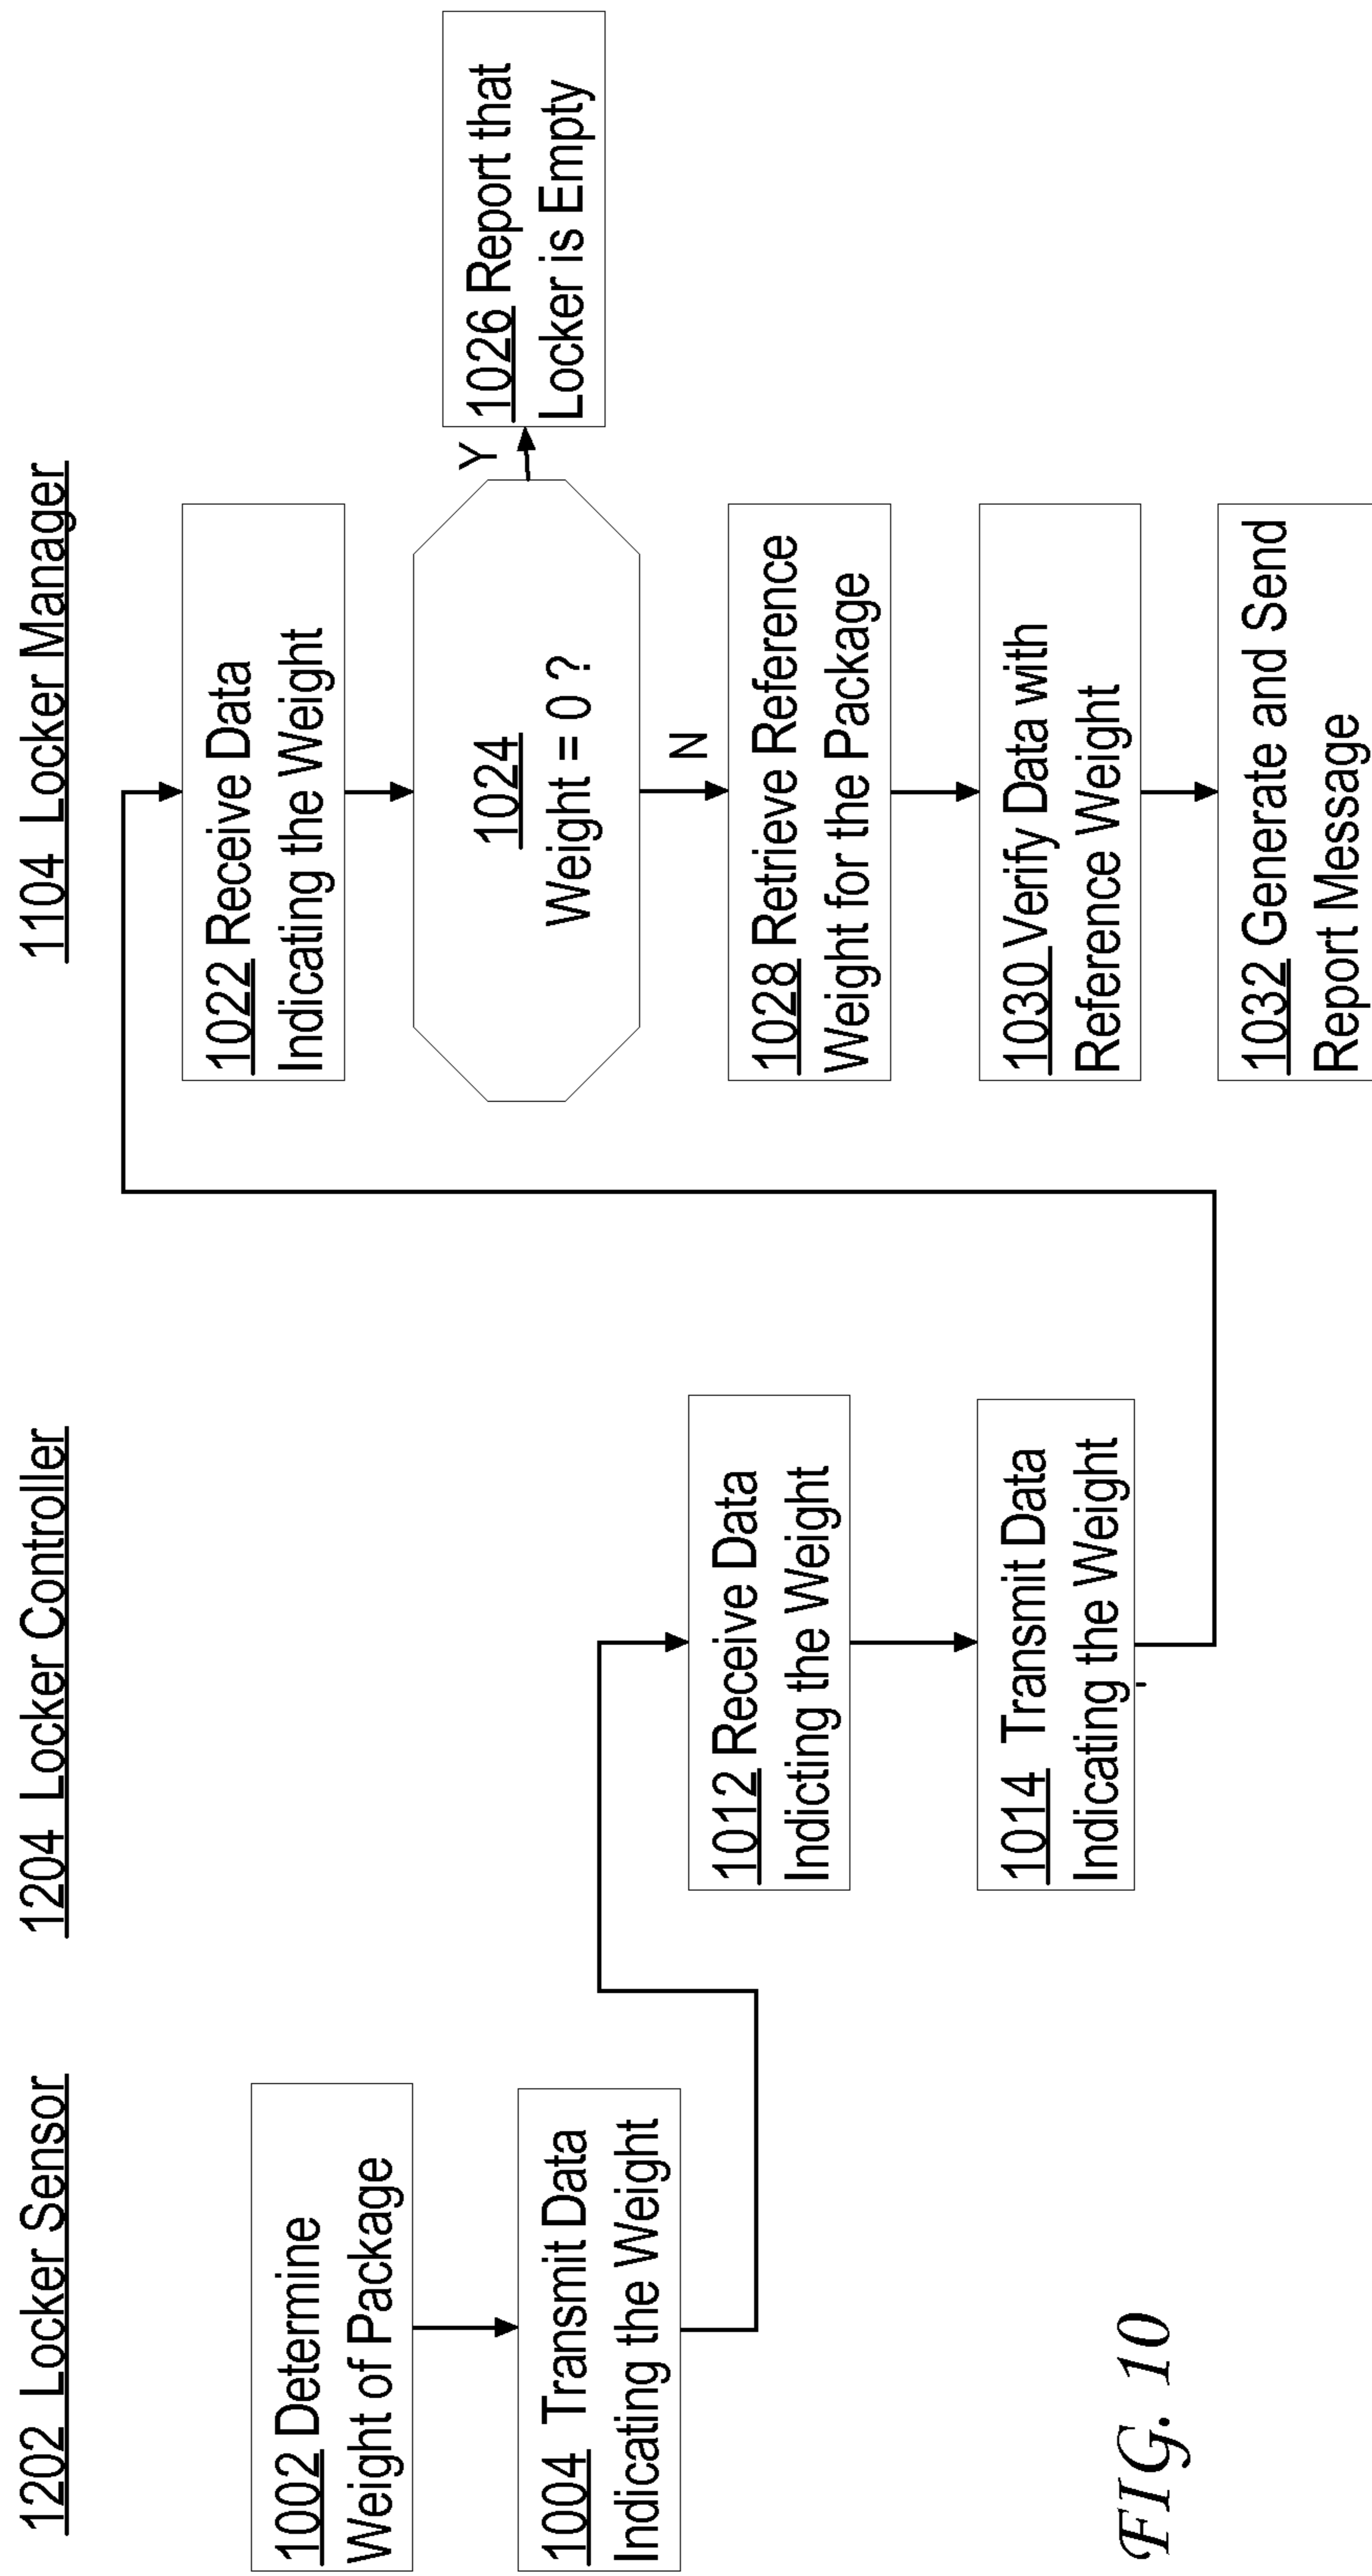 1202 Locker Sensor
1002 Determine
Weight of Package
1004 Transmit Data
Indicating the Weight
1204 Locker Controller
1012 Receive Data
Indicting the Weight
1014 Transmit Data
Indicating the Weight
1104 Locker Manager
1022 Receive Data
Indicating the Weight
1024
Weight = 0 ?
Y
1026 Report that
Locker is Empty
N
1028 Retrieve Reference
Weight for the Package
1030 Verify Data with
Reference Weight
1032 Generate and Send
Report Message
FIG. 10